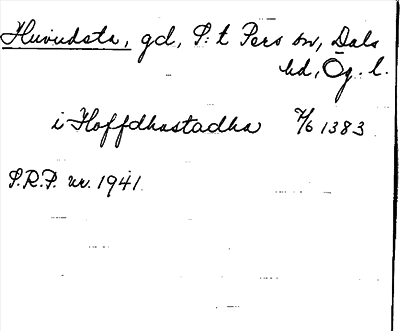 Huvudsta, gd, S:t Pers sn, Dals
hd, Ög. l.
i Hoffdhastadha 7/6 1383
S.R.P. nr. 1941.